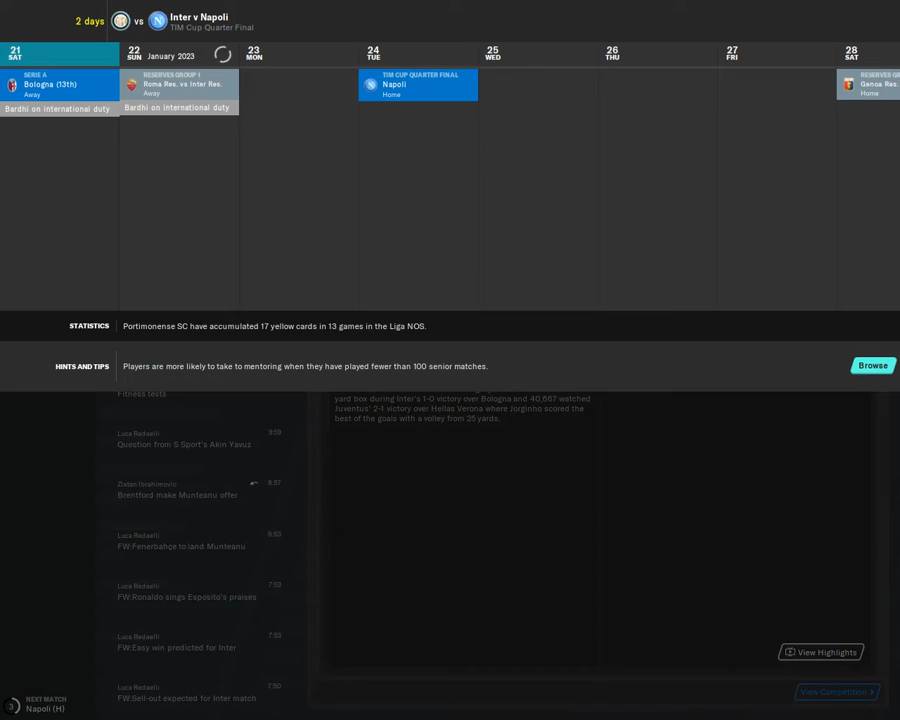 2 days
vs
Inter v Napoli
TIM Cup Quarter Final
21
SAT
22
SUN
January 2023
23
MON
24
TUE
25
WED
26
THU
27
FRI
28
SAT
SERIE A
Bologna (13th)
Away
Bardhi on international duty
RESERVES GROUP 1
Roma Res. vs Inter Res.
Away
Bardhi on international duty
TIM CUP QUARTER FINAL
Napoli
Home
RESERVES GR
Genoa Res.
Home
STATISTICS
Portimonense SC have accumulated 17 yellow cards in 13 games in the Liga NOS.
HINTS AND TIPS
Players are more likely to take to mentoring when they have played fewer than 100 senior matches.
Browse
Fitness tests
yard box during Inter's 1-0 victory over Bologna and 40,667 watched
Juventus' 2-1 victory over Hellas Verona where Jorginho scored the
best of the goals with a volley from 25 yards.
Luca Redaelli
9:59
Question from S Sport's Akın Yavuz
Zlatan Ibrahimovic
8:57
Brentford make Munteanu offer
Luca Redaelli
8:53
FW:Fenerbahçe to land Munteanu
Luca Redaelli
7:53
FW:Ronaldo sings Esposito's praises
Luca Redaelli
7:53
FW:Easy win predicted for Inter
Luca Redaelli
7:50
FW:Sell-out expected for Inter match
View Highlights
View Competition >
3
NEXT MATCH
Napoli (H)